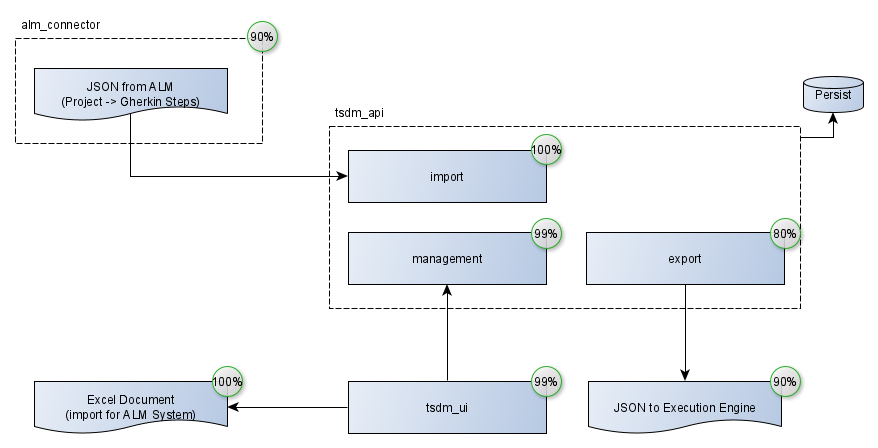 alm_connector
90%
JSON from ALM
(Project -> Gherkin Steps)
tsdm_api
Persist
100%
import
99%
management
80%
export
100%
Excel Document
(import for ALM System)
99%
tsdm_ui
90%
JSON to Execution Engine